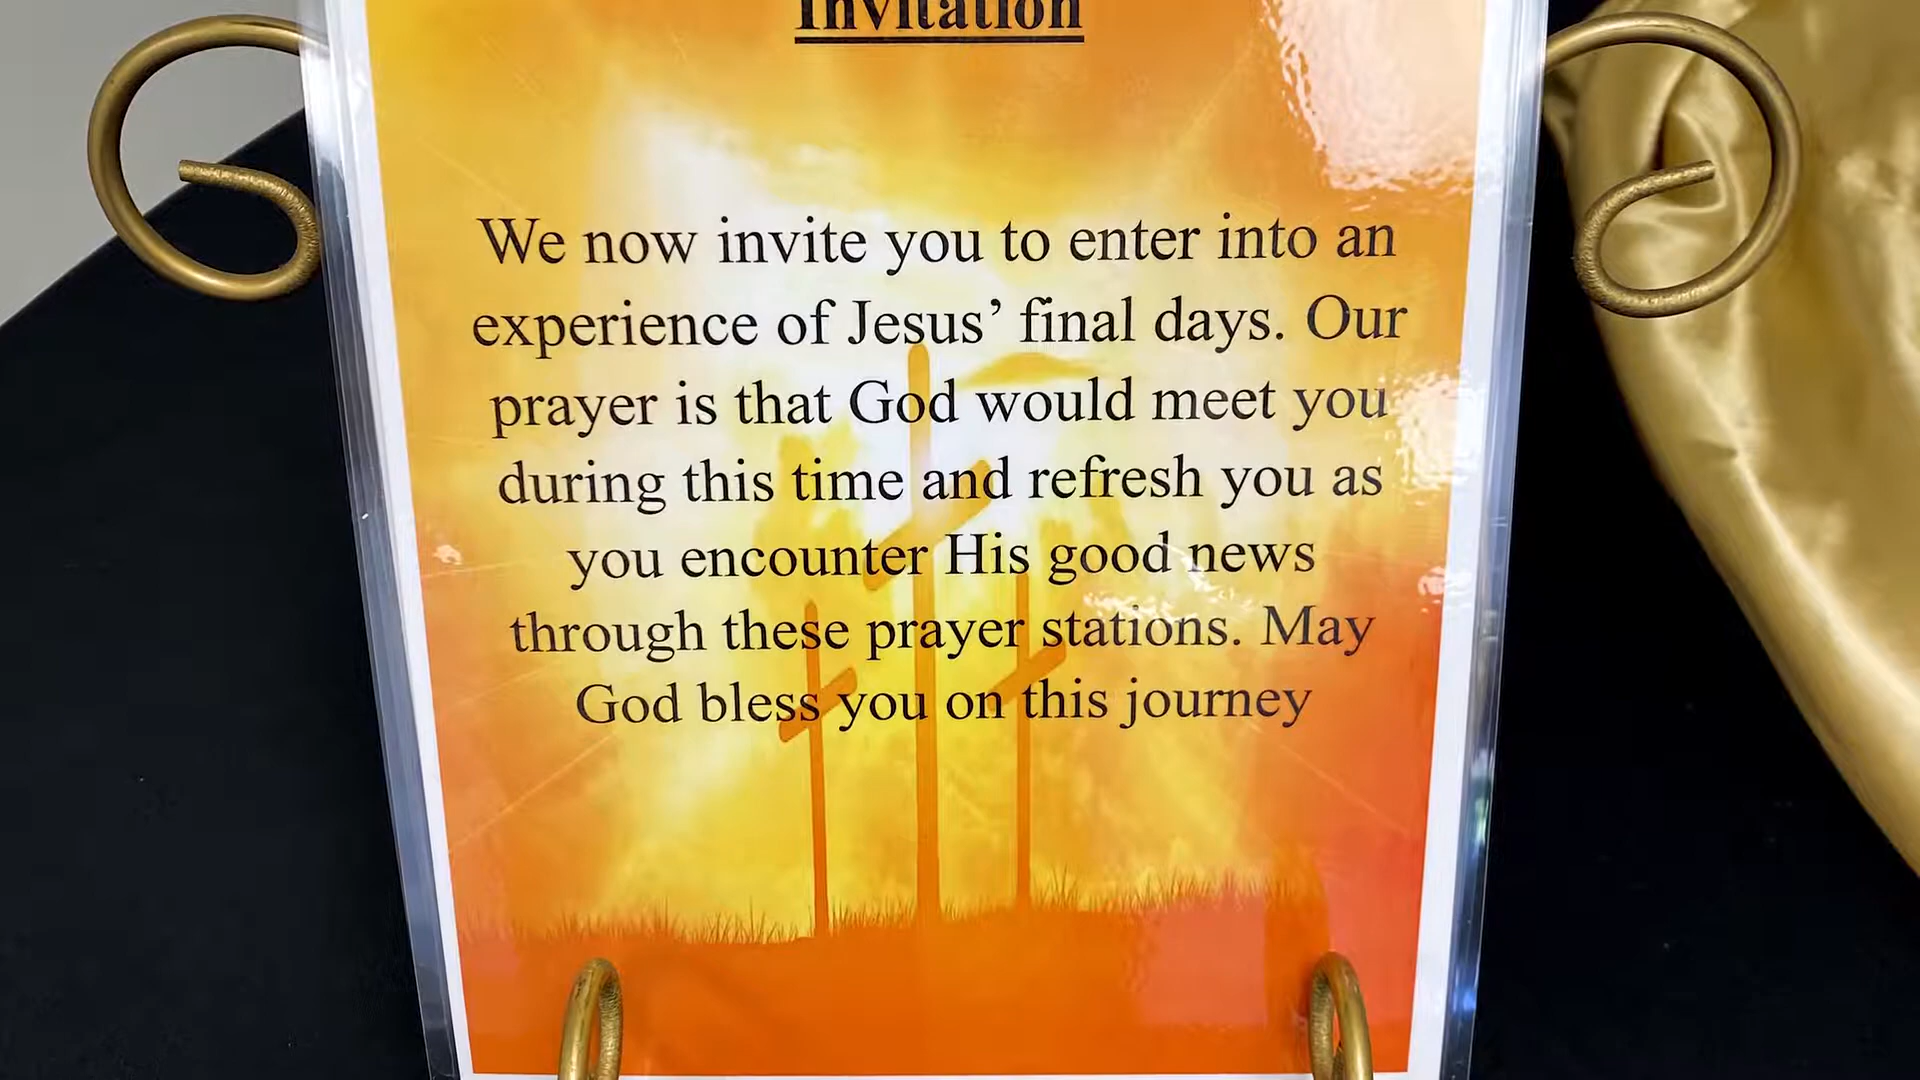 Invitation
We now invite you to enter into an
experience of Jesus’ final days. Our
prayer is that God would meet you
during this time and refresh you as
you encounter His good news
through these prayer stations. May
God bless you on this journey